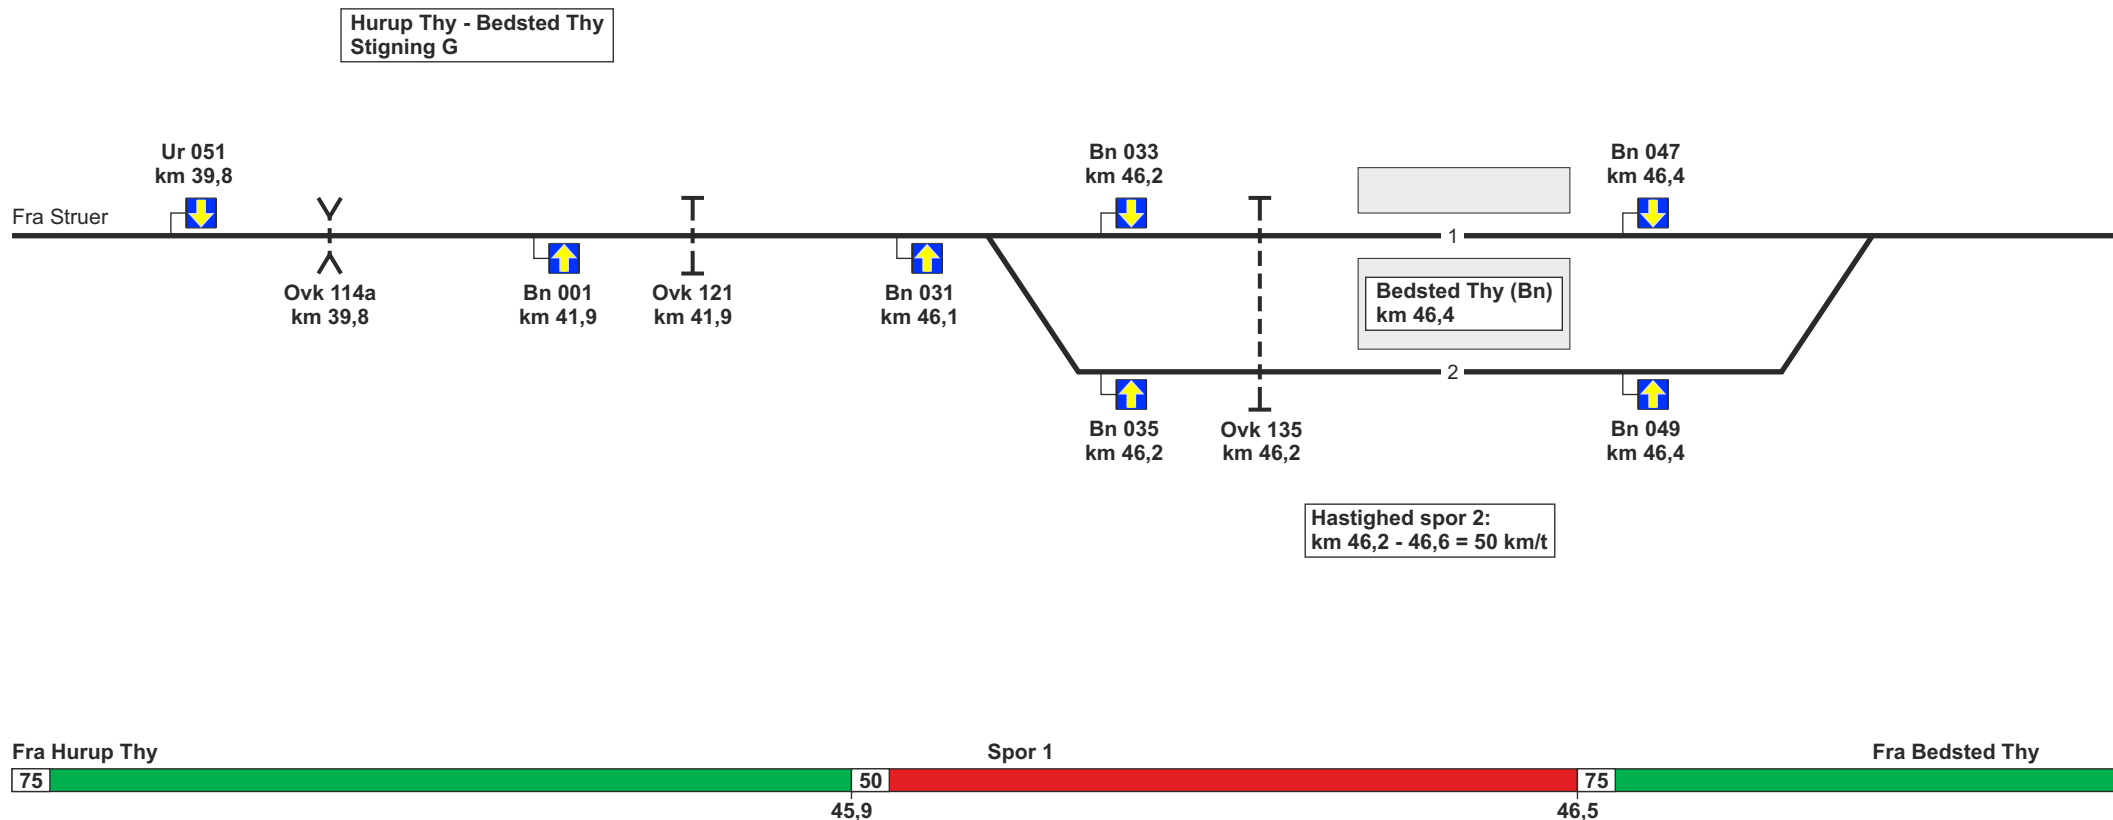 Hurup Thy - Bedsted Thy
Stigning G
Ur 051
km 39,8
Bn 033
km 46,2
Bn 047
km 46,4
Fra Struer
1
Ovk 114a
km 39,8
Bn 001
km 41,9
Ovk 121
km 41,9
Bn 031
km 46,1
Bedsted Thy (Bn)
km 46,4
2
Bn 035
km 46,2
Ovk 135
km 46,2
Bn 049
km 46,4
Hastighed spor 2:
km 46,2 - 46,6 = 50 km/t
Fra Hurup Thy
Spor 1
Fra Bedsted Thy
75
50
75
45,9
46,5